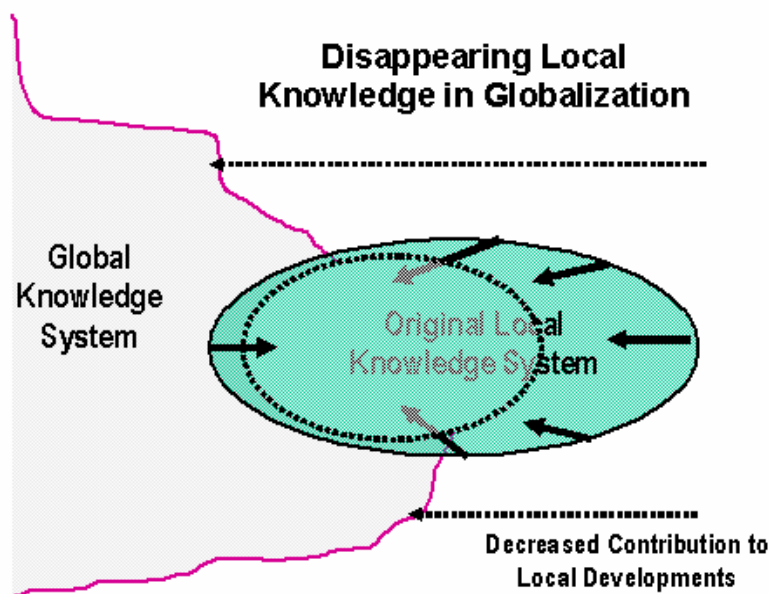 Disappearing Local
Knowledge in Globalization
Global
Knowledge
System
Original Local
Knowledge System
Decreased Contribution to
Local Developments